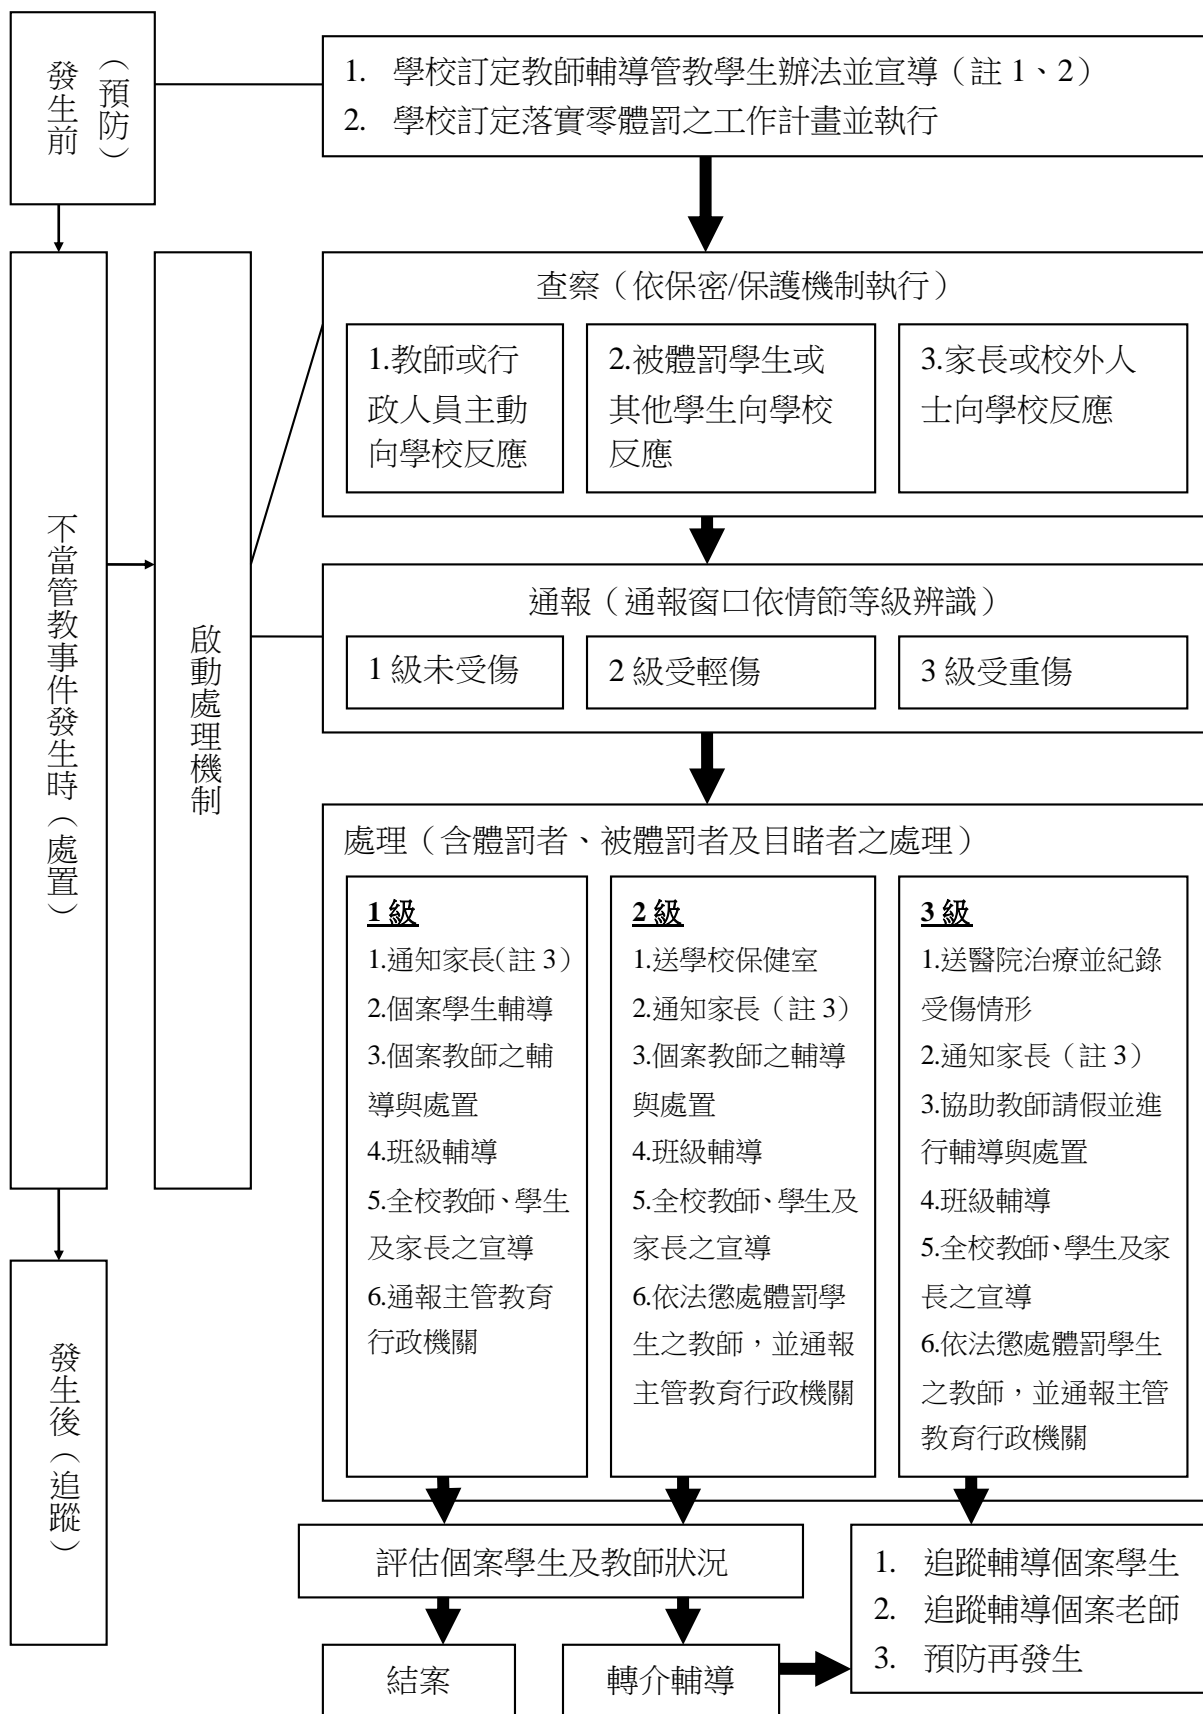 發生前
（預防）
1. 學校訂定教師輔導管教學生辦法並宣導（註 1、2）
2. 學校訂定落實零體罰之工作計畫並執行
不當管教事件發生時（處置）
啟動處理機制
查察（依保密/保護機制執行）
1.教師或行
政人員主動
向學校反應
2.被體罰學生或
其他學生向學校
反應
3.家長或校外人
士向學校反應
通報（通報窗口依情節等級辨識）
1 級未受傷
2 級受輕傷
3 級受重傷
處理（含體罰者、被體罰者及目睹者之處理）
1 級
1.通知家長（註 3）
2.個案學生輔導
3.個案教師之輔
導與處置
4.班級輔導
5.全校教師、學生
及家長之宣導
6.通報主管教育
行政機關
2 級
1.送學校保健室
2.通知家長（註 3）
3.個案教師之輔導
與處置
4.班級輔導
5.全校教師、學生及
家長之宣導
6.依法懲處體罰學
生之教師，並通報
主管教育行政機關
3 級
1.送醫院治療並紀錄
受傷情形
2.通知家長（註 3）
3.協助教師請假並進
行輔導與處置
4.班級輔導
5.全校教師、學生及家
長之宣導
6.依法懲處體罰學生
之教師，並通報主管
教育行政機關
發生後（追蹤）
評估個案學生及教師狀況
結案
轉介輔導
1. 追蹤輔導個案學生
2. 追蹤輔導個案老師
3. 預防再發生